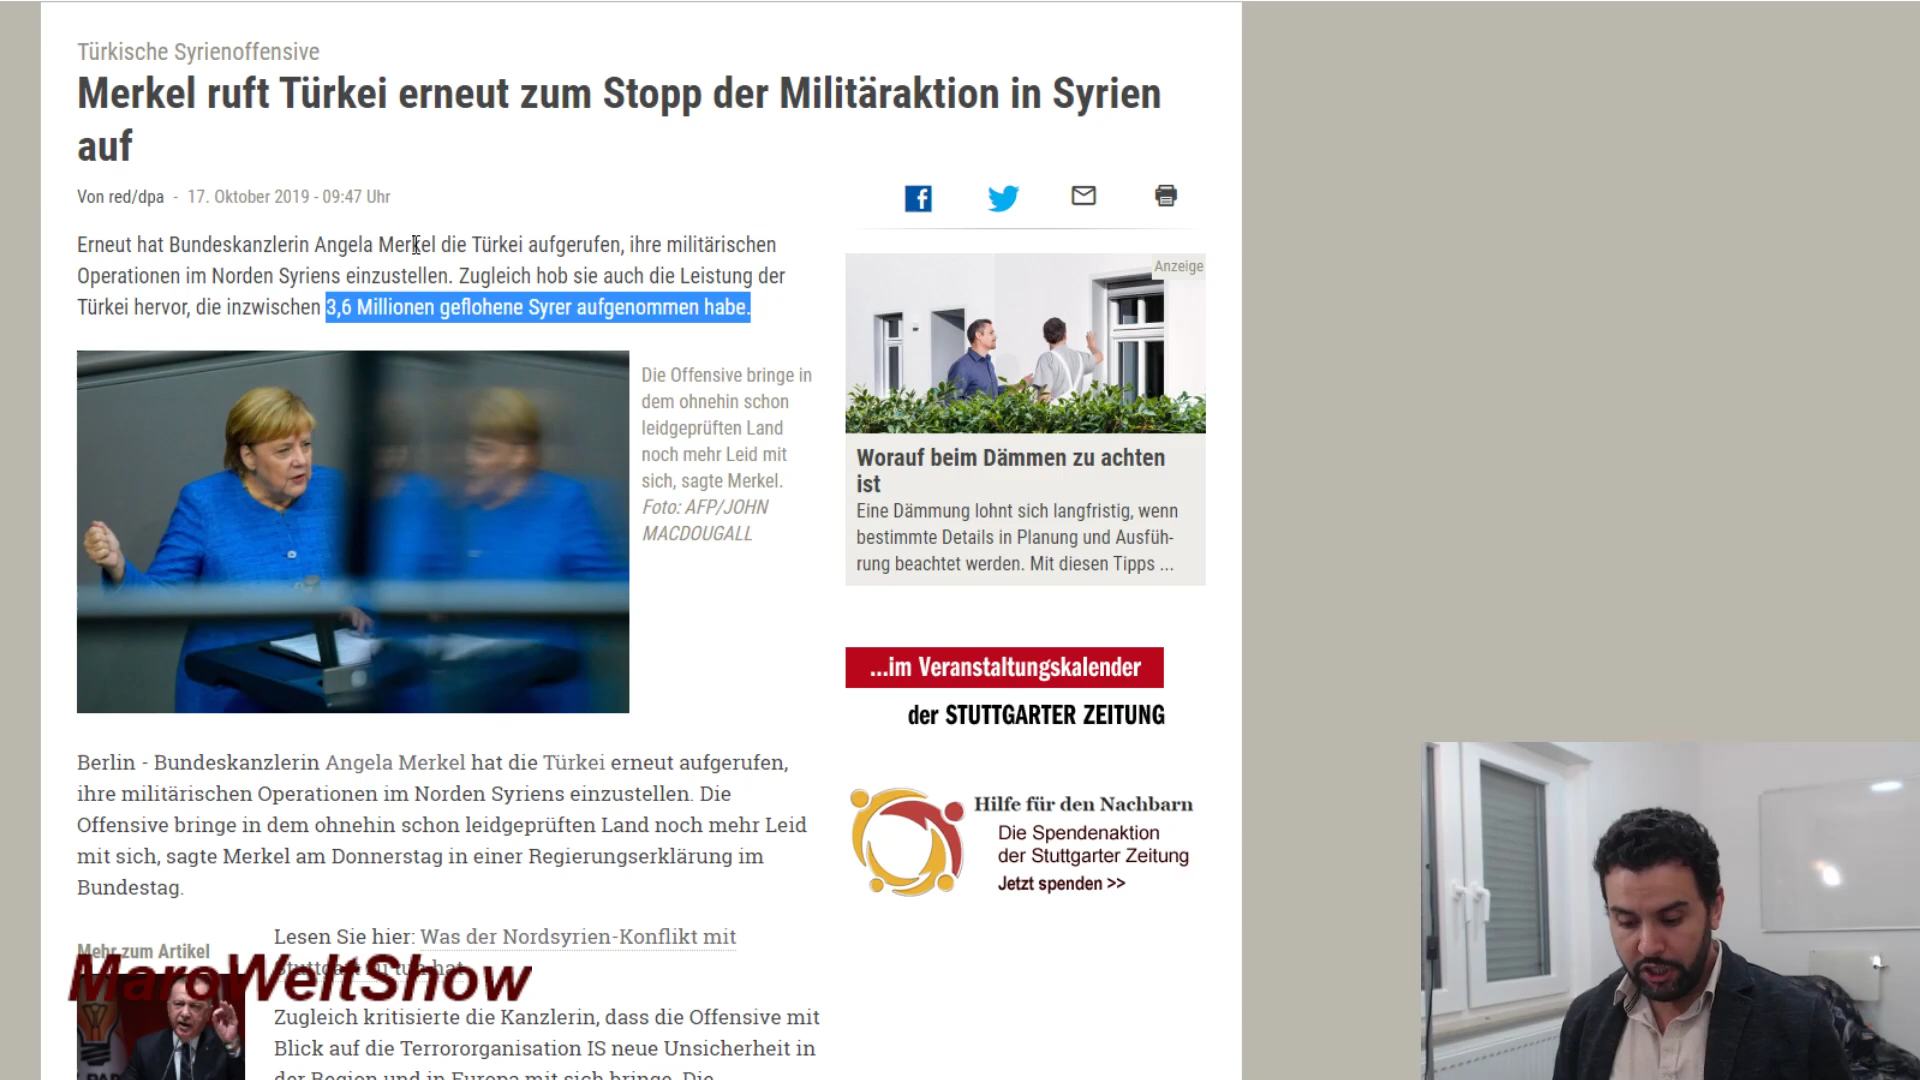 Türkische Syrienoffensive
Merkel ruft Türkei erneut zum Stopp der Militäraktion in Syrien
auf
Von red/dpa - 17. Oktober 2019 - 09:47 Uhr
Erneut hat Bundeskanzlerin Angela Merkel die Türkei aufgerufen, ihre militärischen
Operationen im Norden Syriens einzustellen. Zugleich hob sie auch die Leistung der
Türkei hervor, die inzwischen 3,6 Millionen geflohene Syrer aufgenommen habe.
Die Offensive bringe in
dem ohnehin schon
leidgeprüften Land
noch mehr Leid mit
sich, sagte Merkel.
Foto: AFP/JOHN
MACDOUGALL
Anzeige
Worauf beim Dämmen zu achten
ist
Eine Dämmung lohnt sich langfristig, wenn
bestimmte Details in Planung und Ausfüh-
rung beachtet werden. Mit diesen Tipps ...
...im Veranstaltungskalender
der STUTTGARTER ZEITUNG
Hilfe für den Nachbarn
Die Spendenaktion
der Stuttgarter Zeitung
Jetzt spenden >>
Berlin - Bundeskanzlerin Angela Merkel hat die Türkei erneut aufgerufen,
ihre militärischen Operationen im Norden Syriens einzustellen. Die
Offensive bringe in dem ohnehin schon leidgeprüften Land noch mehr Leid
mit sich, sagte Merkel am Donnerstag in einer Regierungserklärung im
Bundestag.
Mehr zum Artikel
Lesen Sie hier: Was der Nordsyrien-Konflikt mit
Stuttgart zu tun hat
MaroWeltShow
Zugleich kritisierte die Kanzlerin, dass die Offensive mit
Blick auf die Terrororganisation IS neue Unsicherheit in
der Region und in Europa mit sich bringe. Die